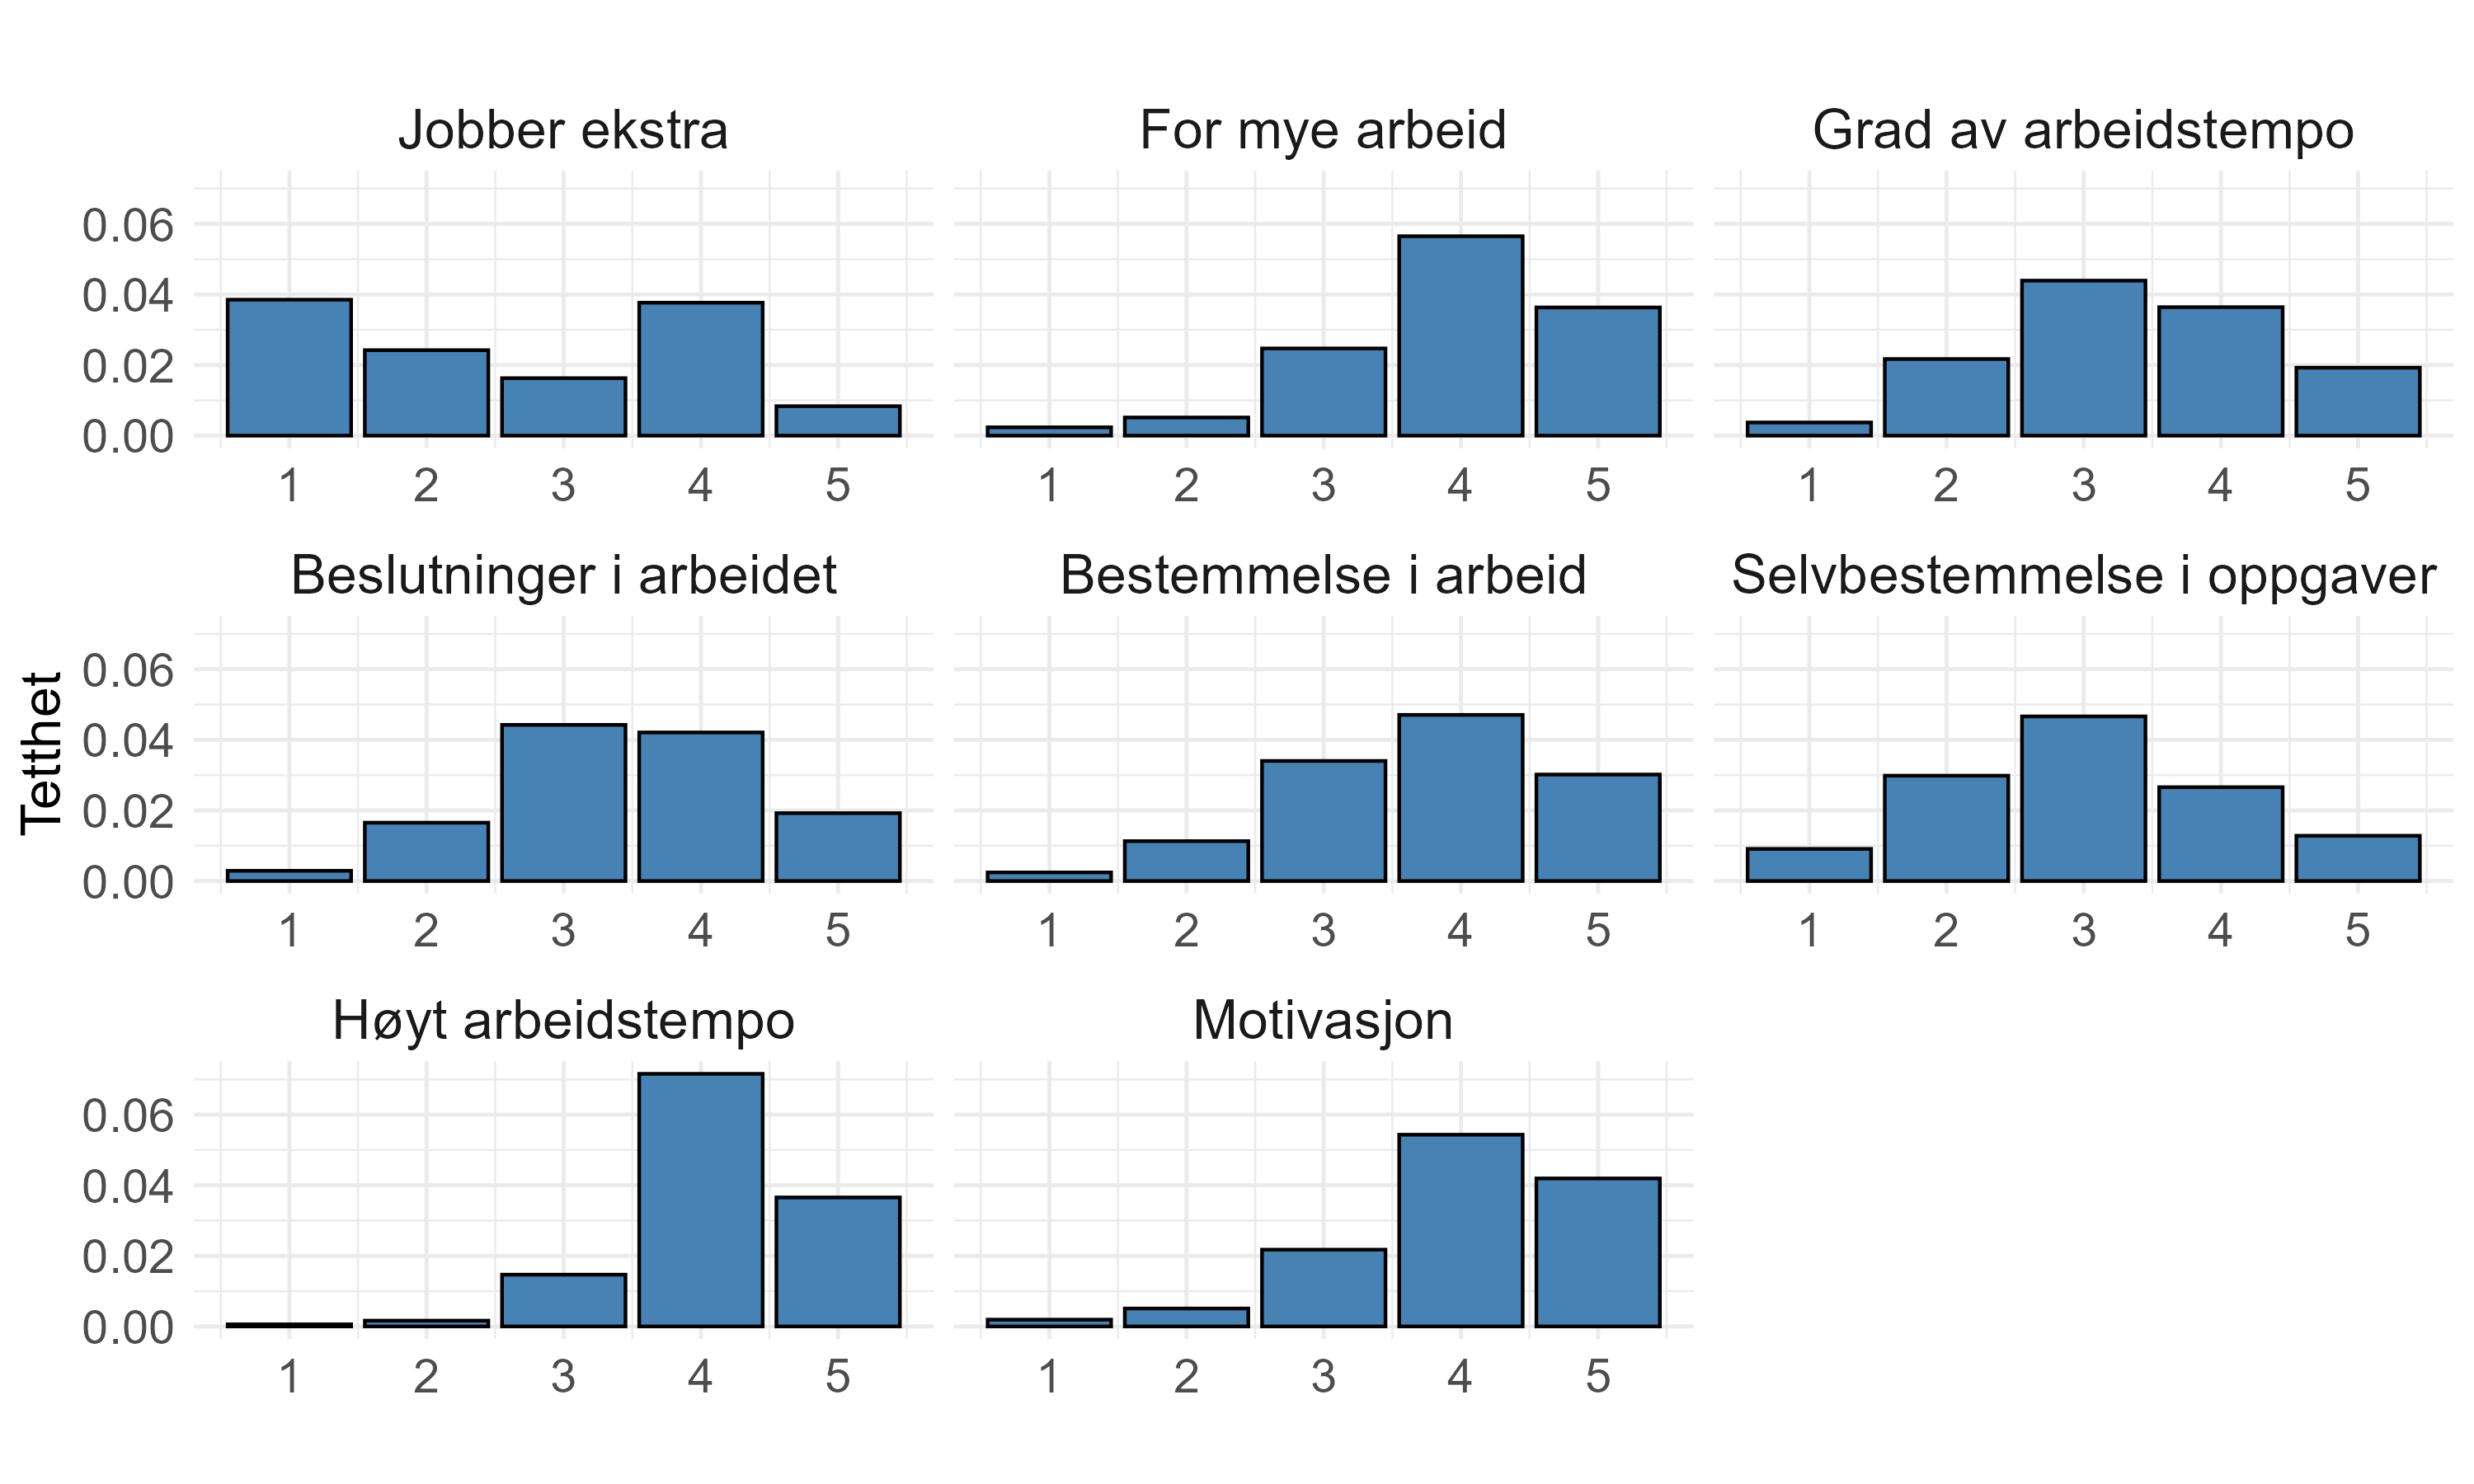 Jobber ekstra
For mye arbeid
Grad av arbeidstempo
0.06
0.04
0.02
0.00
1 2 3 4 5
1 2 3 4 5
1 2 3 4 5
Beslutninger i arbeidet
Bestemmelse i arbeid
Selvbestemmelse i oppgaver
Tetthet
0.06
0.04
0.02
0.00
1 2 3 4 5
1 2 3 4 5
1 2 3 4 5
Høyt arbeidstempo
Motivasjon
0.06
0.04
0.02
0.00
1 2 3 4 5
1 2 3 4 5